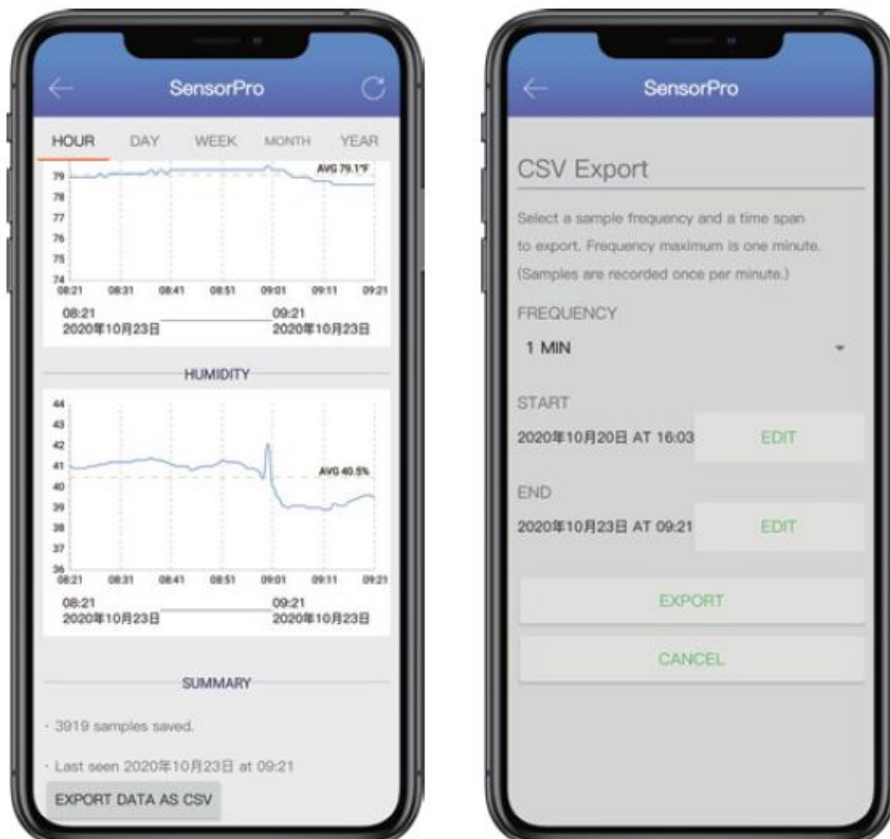 SensorPro
HOUR DAY WEEK MONTH YEAR
AVG 79.1°F
79
78
77
76
75
74
08:21 08:31 08:41 08:51 09:01 09:11 09:21
08:21 09:21
2020年10月23日 2020年10月23日
HUMIDITY
44
43
42
41
AVG 40.5%
40
39
38
37
36
08:21 08:31 08:41 08:51 09:01 09:11 09:21
08:21 09:21
2020年10月23日 2020年10月23日
SUMMARY
· 3919 samples saved.
· Last seen 2020年10月23日 at 09:21
EXPORT DATA AS CSV
SensorPro
CSV Export
Select a sample frequency and a time span
to export. Frequency maximum is one minute.
(Samples are recorded once per minute.)
FREQUENCY
1 MIN
START
2020年10月20日 AT 16:03 EDIT
END
2020年10月23日 AT 09:21 EDIT
EXPORT
CANCEL